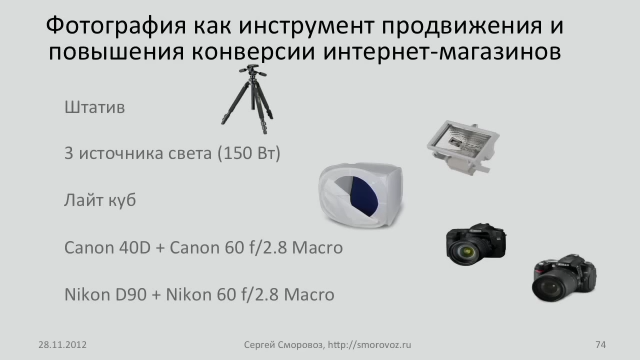 Фотография как инструмент продвижения и
повышения конверсии интернет-магазинов
Штатив
3 источника света (150 Вт)
Лайт куб
Canon 40D + Canon 60 f/2.8 Macro
Nikon D90 + Nikon 60 f/2.8 Macro
28.11.2012
Сергей Сморовоз, http://smorovoz.ru
74